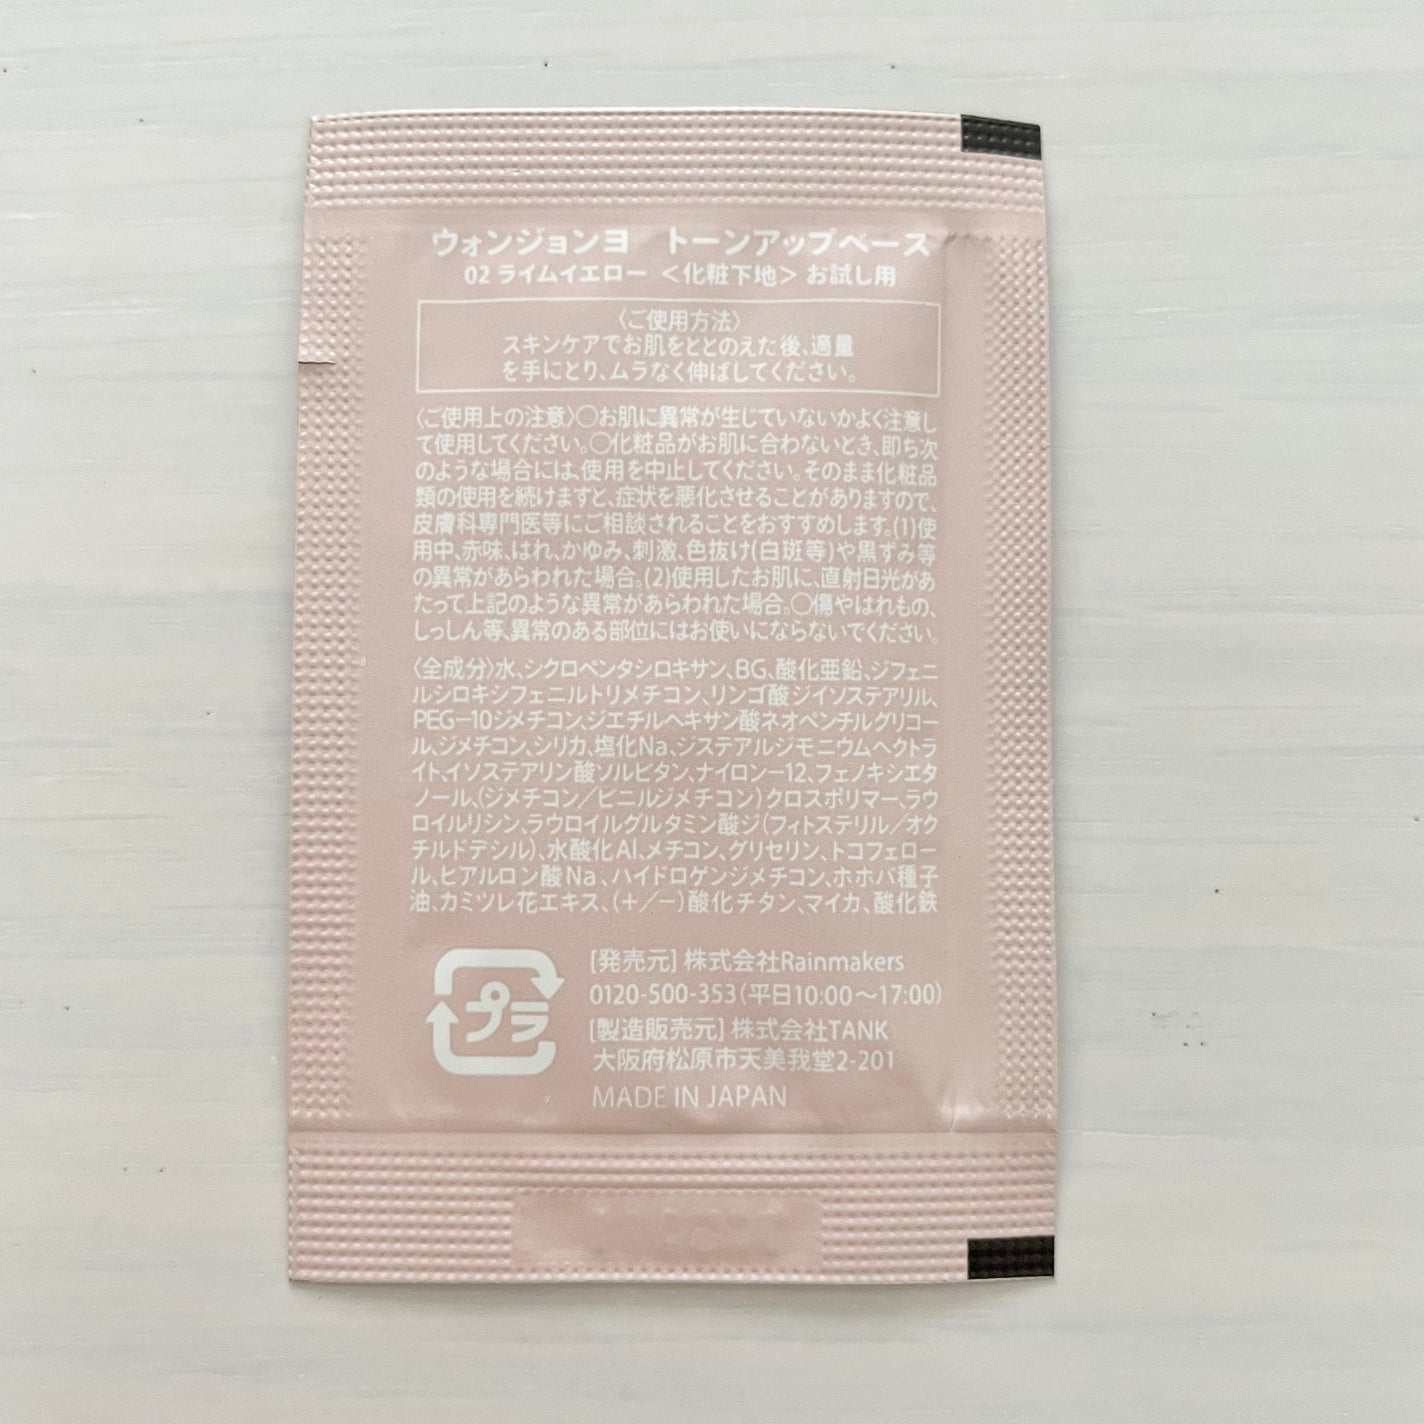 ウォンジョンヨ　トーンアップベース
02 ライムイエロー ＜化粧下地＞ お試し用
〈ご使用方法〉
スキンケアでお肌をととのえた後、適量
を手にとり、ムラなく伸ばしてください。
〈ご使用上の注意〉○お肌に異常が生じていないかよく注意し
て使用してください。○化粧品がお肌に合わないとき、即ち次
のような場合には、使用を中止してください。そのまま化粧品
類の使用を続けますと、症状を悪化させることがありますので、
皮膚科専門医等にご相談されることをおすすめします。(1)使
用中、赤味、はれ、かゆみ、刺激、色抜け(白斑等)や黒ずみ等
の異常があらわれた場合。(2)使用したお肌に、直射日光があ
たって上記のような異常があらわれた場合。○傷やはれもの、
しっしん等、異常のある部位にはお使いにならないでください。
〈全成分〉水、シクロペンタシロキサン、BG、酸化亜鉛、ジフェニ
ルシロキシフェニルトリメチコン、リンゴ酸ジイソステアリル、
PEG-10ジメチコン、ジエチルヘキサン酸ネオペンチルグリコー
ル、ジメチコン、シリカ、塩化Na、ジステアルジモニウムヘクトラ
イト、イソステアリン酸ソルビタン、ナイロン-12、フェノキシエタ
ノール、(ジメチコン／ビニルジメチコン)クロスポリマー、ラウ
ロイルリシン、ラウロイルグルタミン酸ジ(フィトステリル／オク
チルドデシル)、水酸化Al、メチコン、グリセリン、トコフェロー
ル、ヒアルロン酸Na、ハイドロゲンジメチコン、ホホバ種子
油、カミツレ花エキス、(＋／−)酸化チタン、マイカ、酸化鉄
プラ
[発売元] 株式会社Rainmakers
0120-500-353(平日10:00〜17:00)
[製造販売元] 株式会社TANK
大阪府松原市天美我堂2-201
MADE IN JAPAN